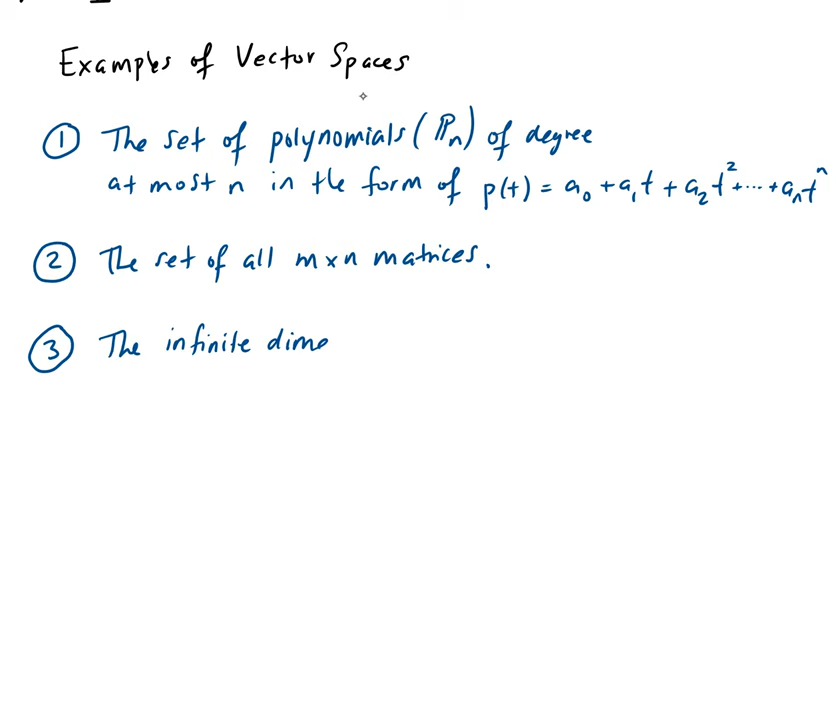 Examples of Vector Spaces
① The set of polynomials (ℙₙ) of degree
at most n in the form of p(t) = a₀ + a₁t + a₂t² + ··· + aₙtⁿ
② The set of all m×n matrices.
③ The infinite dime